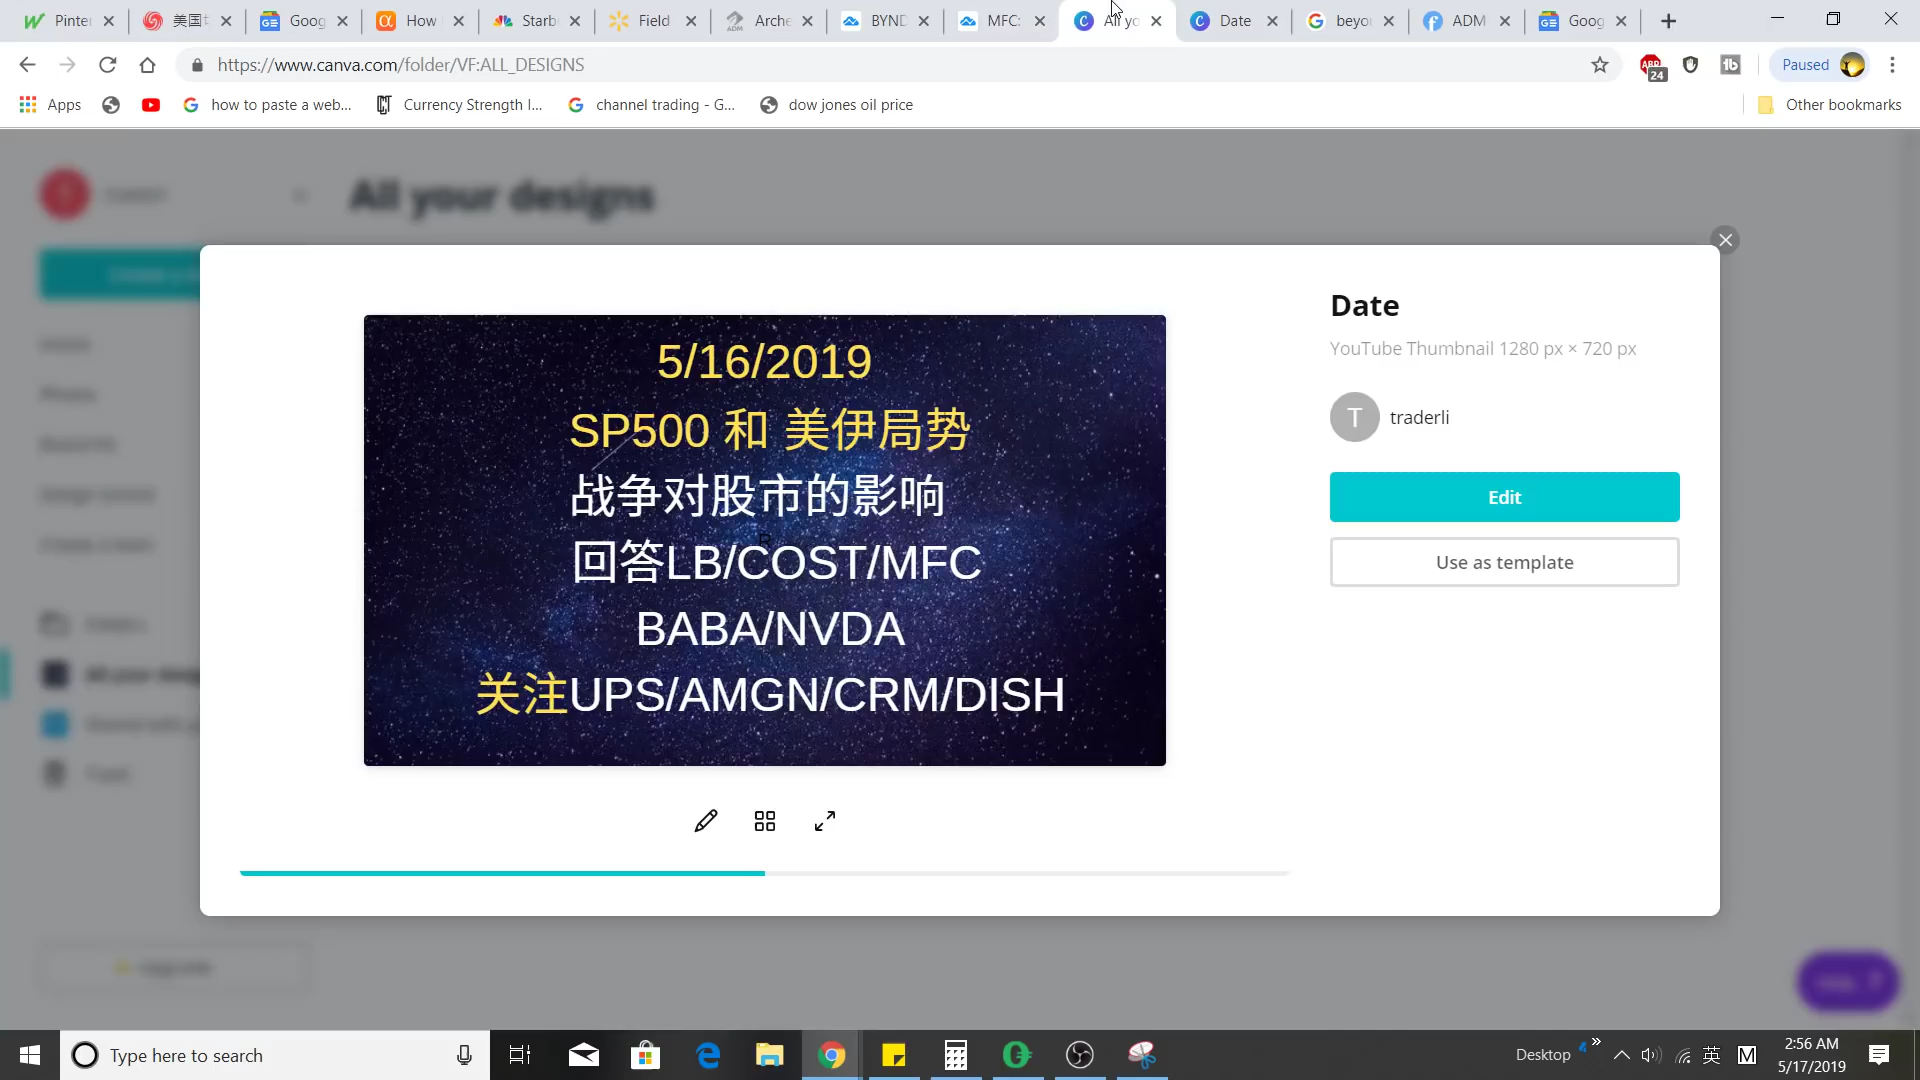 Pinter
美国
Goog
How
Starb
Field
Arche
BYND
MFC:
All yo
Date
beyo
ADM
Goog
https://www.canva.com/folder/VF:ALL_DESIGNS
24
Paused
Apps
how to paste a web...
Currency Strength I...
channel trading - G...
dow jones oil price
Other bookmarks
All your designs
Date
YouTube Thumbnail 1280 px × 720 px
T
traderli
Edit
Use as template
5/16/2019
SP500 和 美伊局势
战争对股市的影响
回答LB/COST/MFC
BABA/NVDA
关注UPS/AMGN/CRM/DISH
Type here to search
Desktop
英
M
2:56 AM
5/17/2019